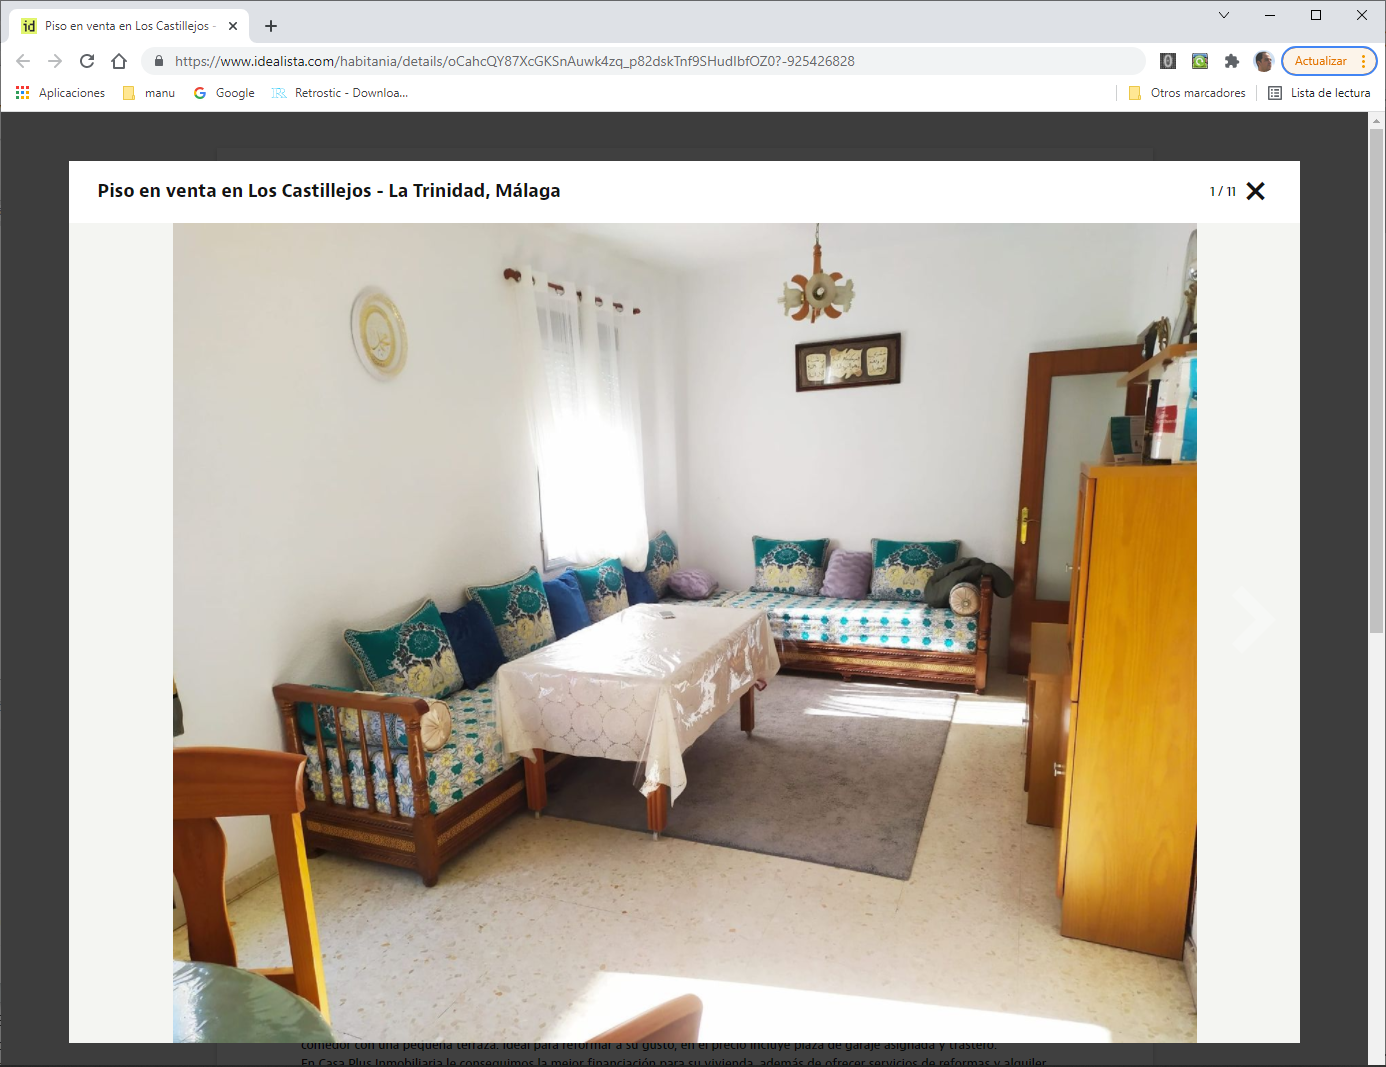 Piso en venta en Los Castillejos -
https://www.idealista.com/habitania/details/oCahcQY87XcGKSnAuwk4zq_p82dskTnf9SHudIbfOZ0?-925426828
Actualizar
Aplicaciones
manu
Google
Retrostic - Downloa...
Otros marcadores
Lista de lectura
Piso en venta en Los Castillejos - La Trinidad, Málaga
1 / 11
comedor con una pequeña terraza. Ideal para reformar a su gusto, en el precio incluye plaza de garaje asignada y trastero.
En Casa Plus Inmobiliaria le conseguimos la mejor financiación para su vivienda, además de ofrecer servicios de reformas y alquiler